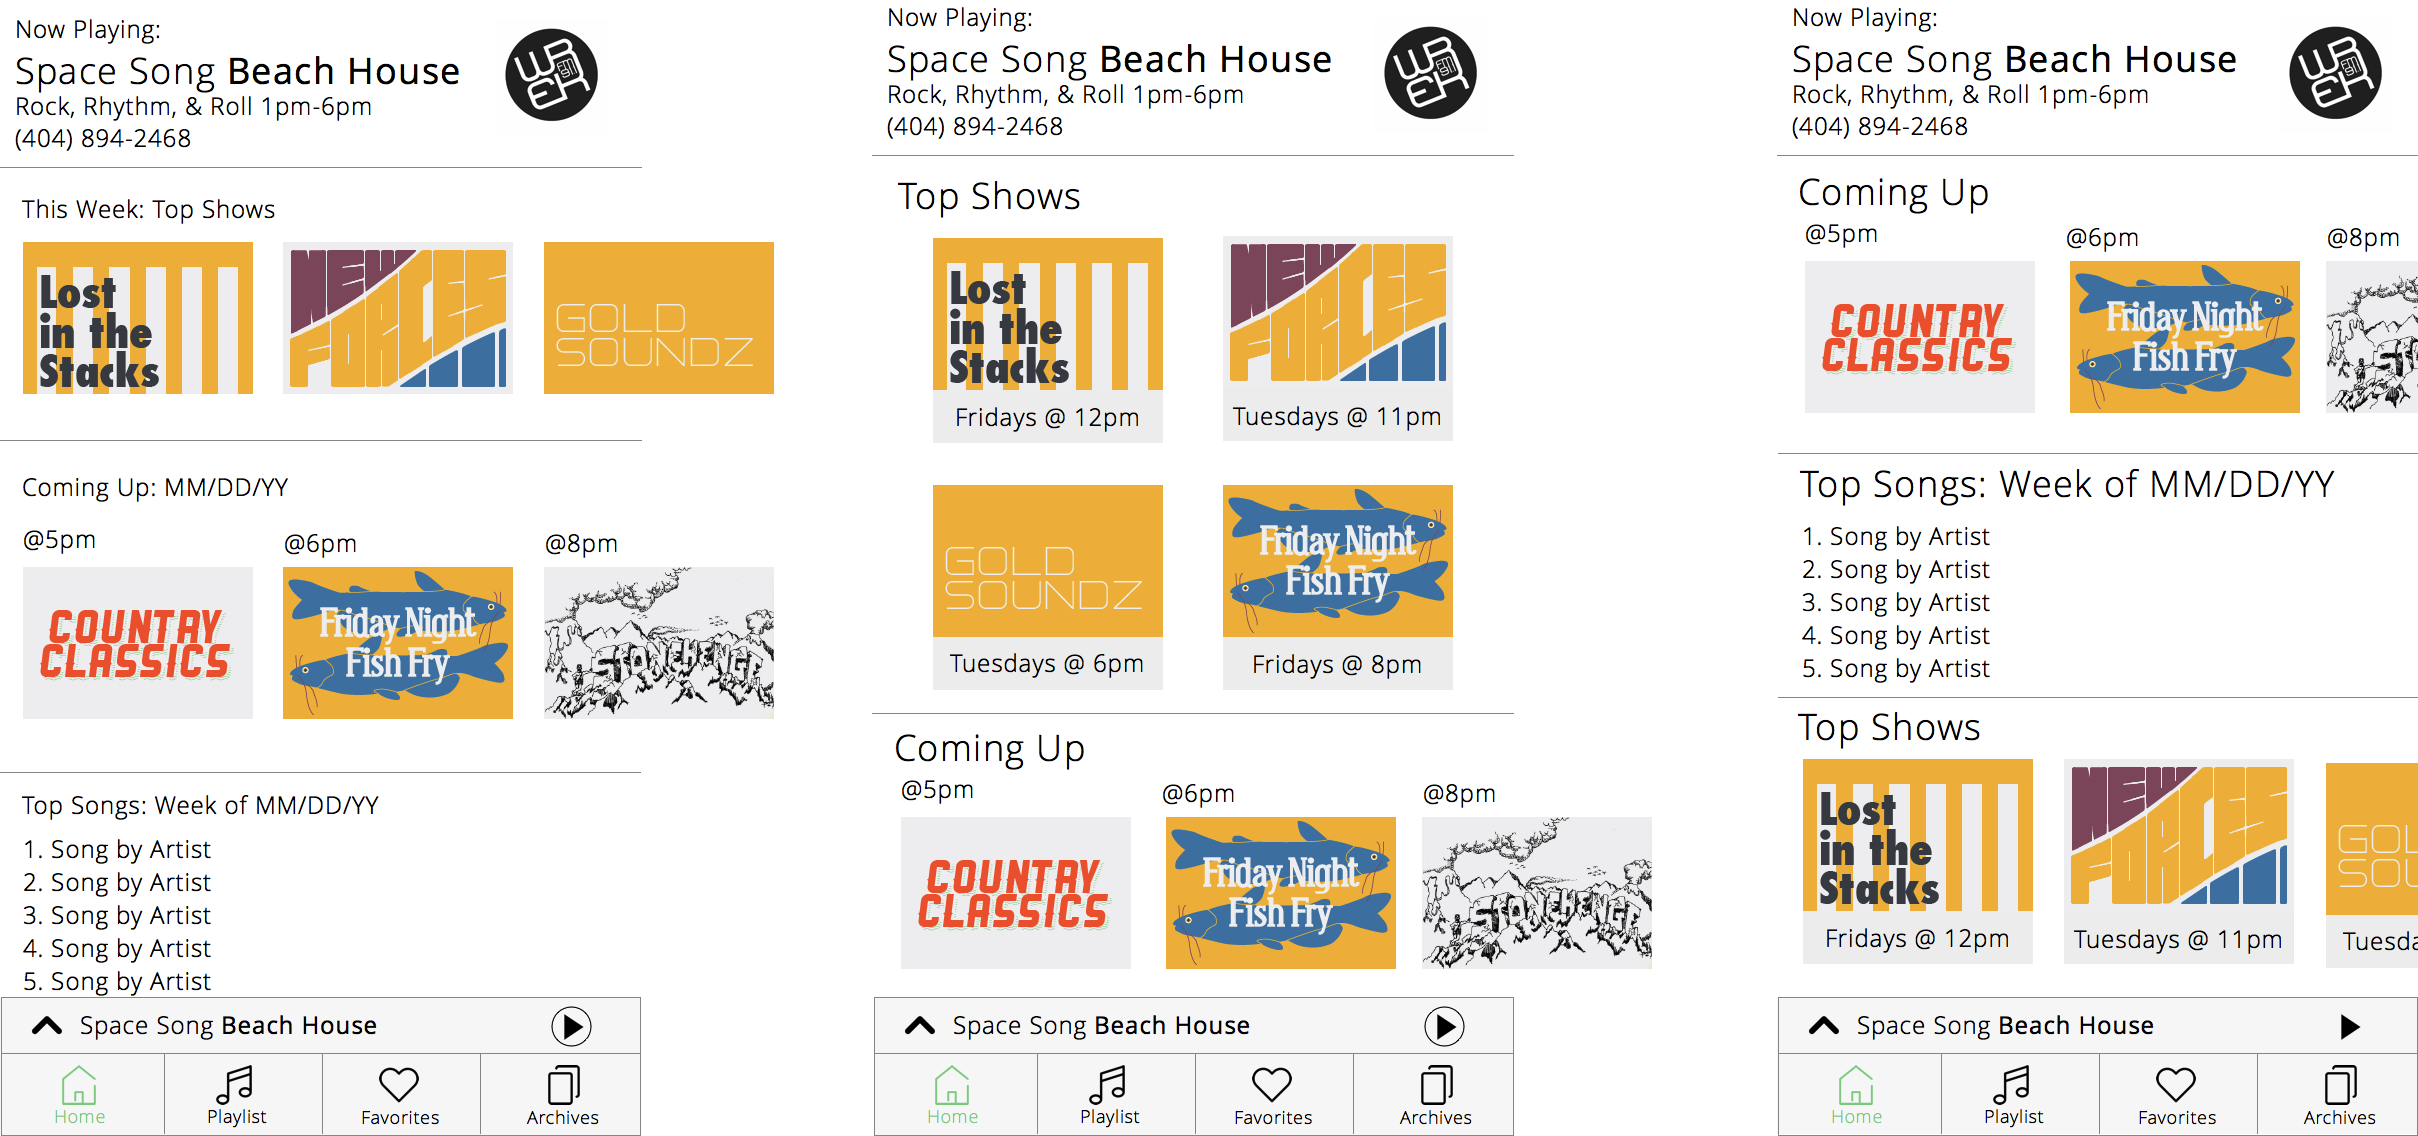 Now Playing:
Space Song Beach House
Rock, Rhythm, & Roll 1pm-6pm
(404) 894-2468
WREK
91.1
This Week: Top Shows
Lost
in the
Stacks
NEW
FORCES
GOLD
SOUNDZ
Coming Up: MM/DD/YY
@5pm
@6pm
@8pm
COUNTRY
CLASSICS
Friday Night
Fish Fry
STONEHENGE
Top Songs: Week of MM/DD/YY
1. Song by Artist
2. Song by Artist
3. Song by Artist
4. Song by Artist
5. Song by Artist
Space Song Beach House
Home
Playlist
Favorites
Archives
Now Playing:
Space Song Beach House
Rock, Rhythm, & Roll 1pm-6pm
(404) 894-2468
WREK
91.1
Top Shows
Lost
in the
Stacks
Fridays @ 12pm
NEW
FORCES
Tuesdays @ 11pm
GOLD
SOUNDZ
Tuesdays @ 6pm
Friday Night
Fish Fry
Fridays @ 8pm
Coming Up
@5pm
@6pm
@8pm
COUNTRY
CLASSICS
Friday Night
Fish Fry
STONEHENGE
Space Song Beach House
Home
Playlist
Favorites
Archives
Now Playing:
Space Song Beach House
Rock, Rhythm, & Roll 1pm-6pm
(404) 894-2468
WREK
91.1
Coming Up
@5pm
@6pm
@8pm
COUNTRY
CLASSICS
Friday Night
Fish Fry
STO
Top Songs: Week of MM/DD/YY
1. Song by Artist
2. Song by Artist
3. Song by Artist
4. Song by Artist
5. Song by Artist
Top Shows
Lost
in the
Stacks
Fridays @ 12pm
NEW
FORCES
Tuesdays @ 11pm
GOL
SOU
Tuesda
Space Song Beach House
Home
Playlist
Favorites
Archives